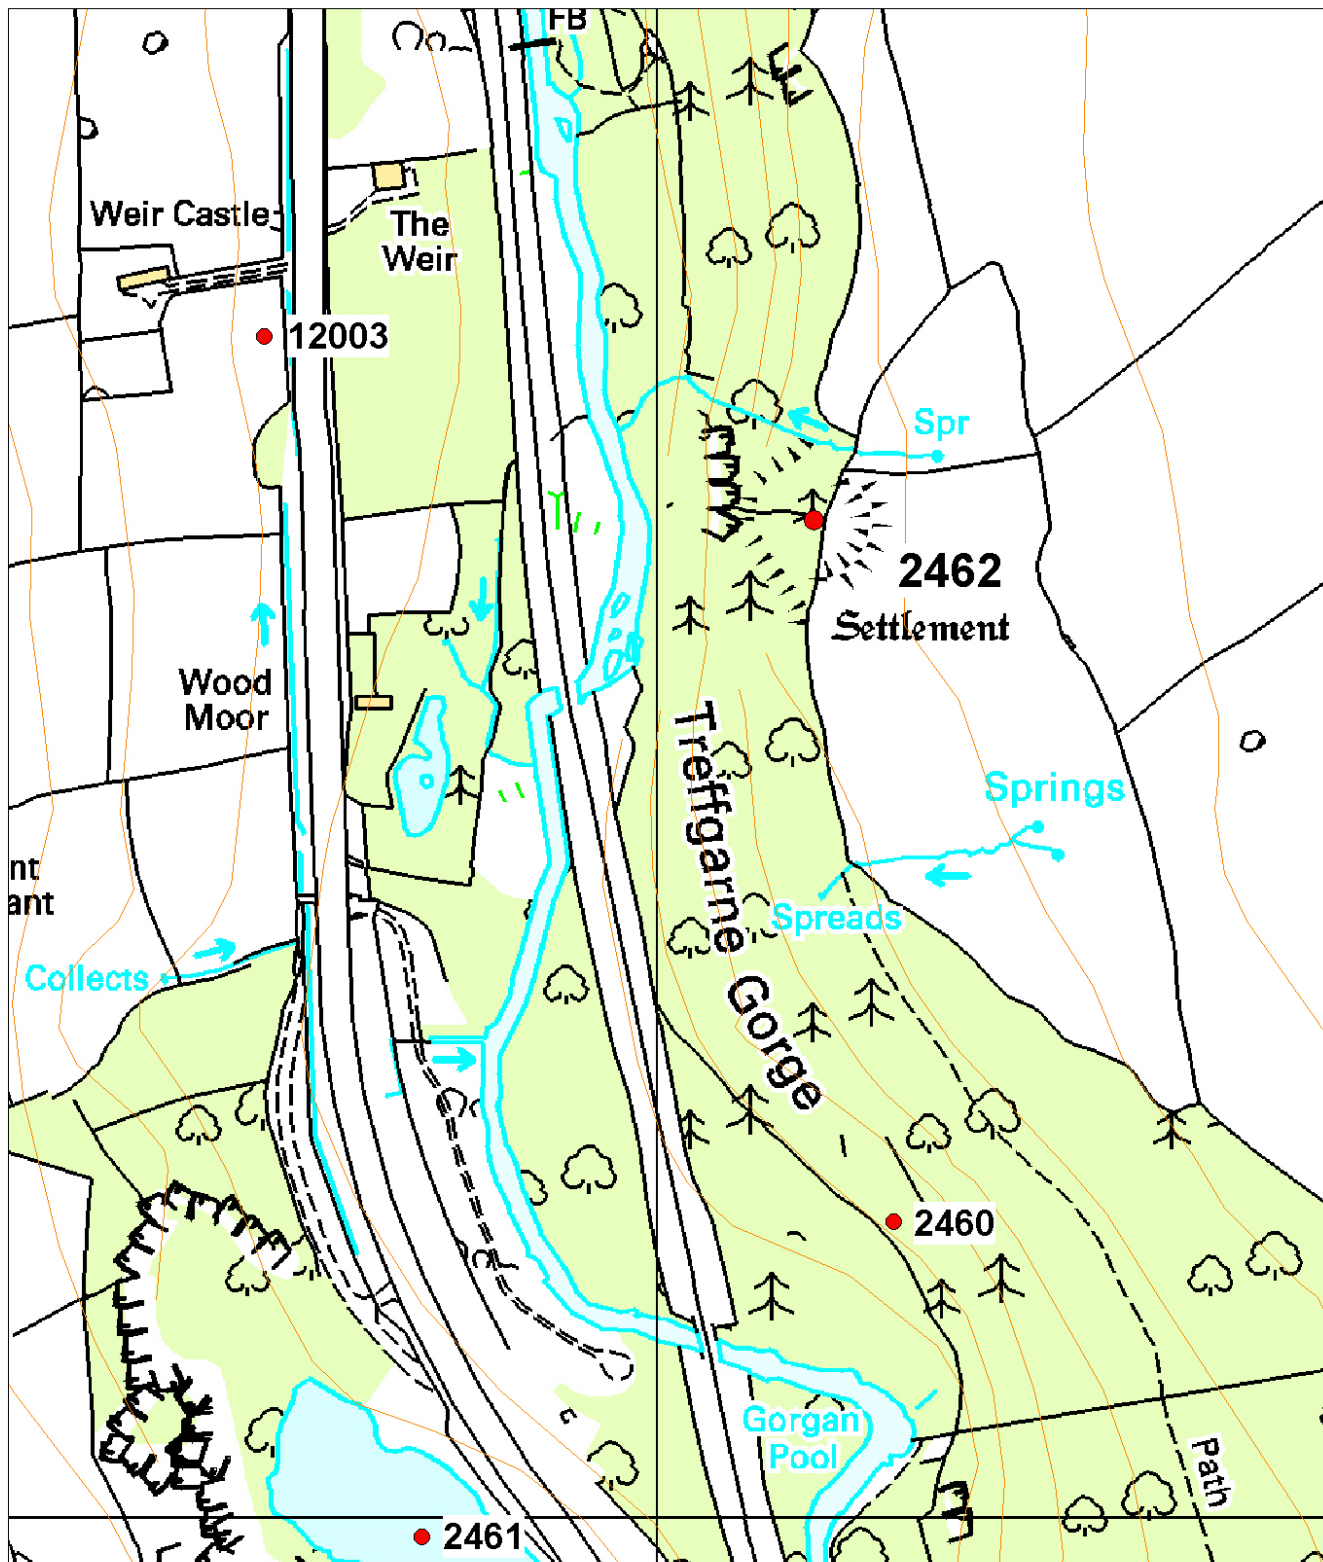 FB
Weir Castle
The
Weir
12003
Spr
2462
Settlement
Wood
Moor
Treffgarne Gorge
Springs
nt
ant
Spreads
Collects
2460
Gorgan
Pool
Path
2461